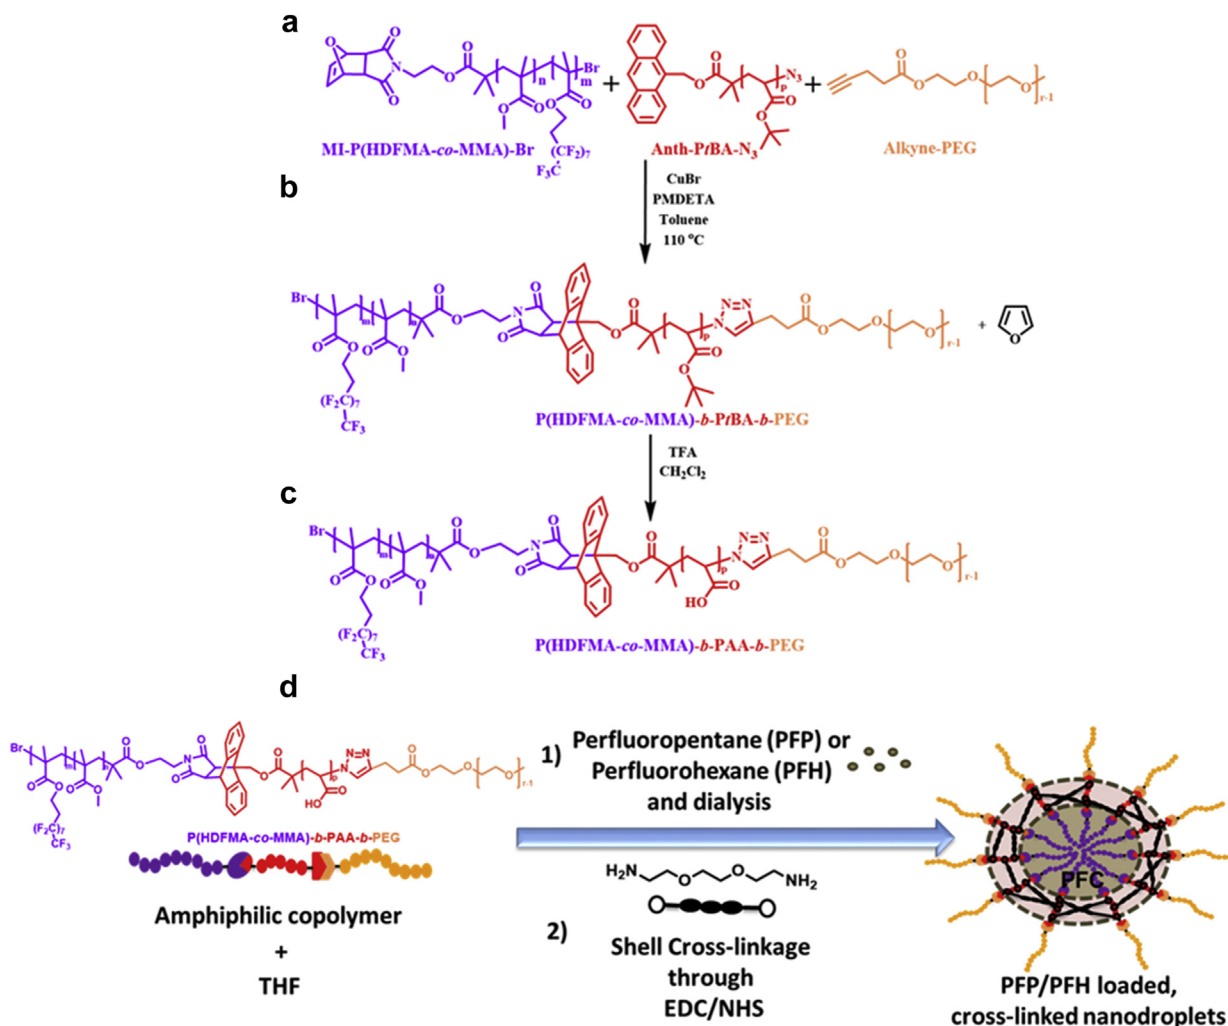 a
MI-P(HDFMA-co-MMA)-Br
Anth-PtBA-N3
Alkyne-PEG
b
CuBr
PMDETA
Toluene
110 °C
P(HDFMA-co-MMA)-b-PtBA-b-PEG
TFA
CH2Cl2
c
P(HDFMA-co-MMA)-b-PAA-b-PEG
d
P(HDFMA-co-MMA)-b-PAA-b-PEG
Amphiphilic copolymer
+
THF
1) Perfluoropentane (PFP) or
Perfluorohexane (PFH)
and dialysis
H2N O O NH2
2) Shell Cross-linkage
through
EDC/NHS
PFC
PFP/PFH loaded,
cross-linked nanodroplets